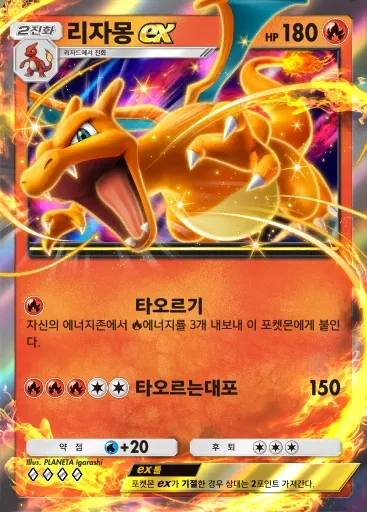 2진화
리자몽 ex
HP 180
리자드에서 진화
타오르기
자신의 에너지존에서 에너지를 3개 내보내 이 포켓몬에게 붙인
다.
타오르는대포 150
약 점 +20 후 퇴
Illus. PLANETA Igarashi
ex룰
포켓몬 ex가 기절한 경우 상대는 2포인트 가져간다.